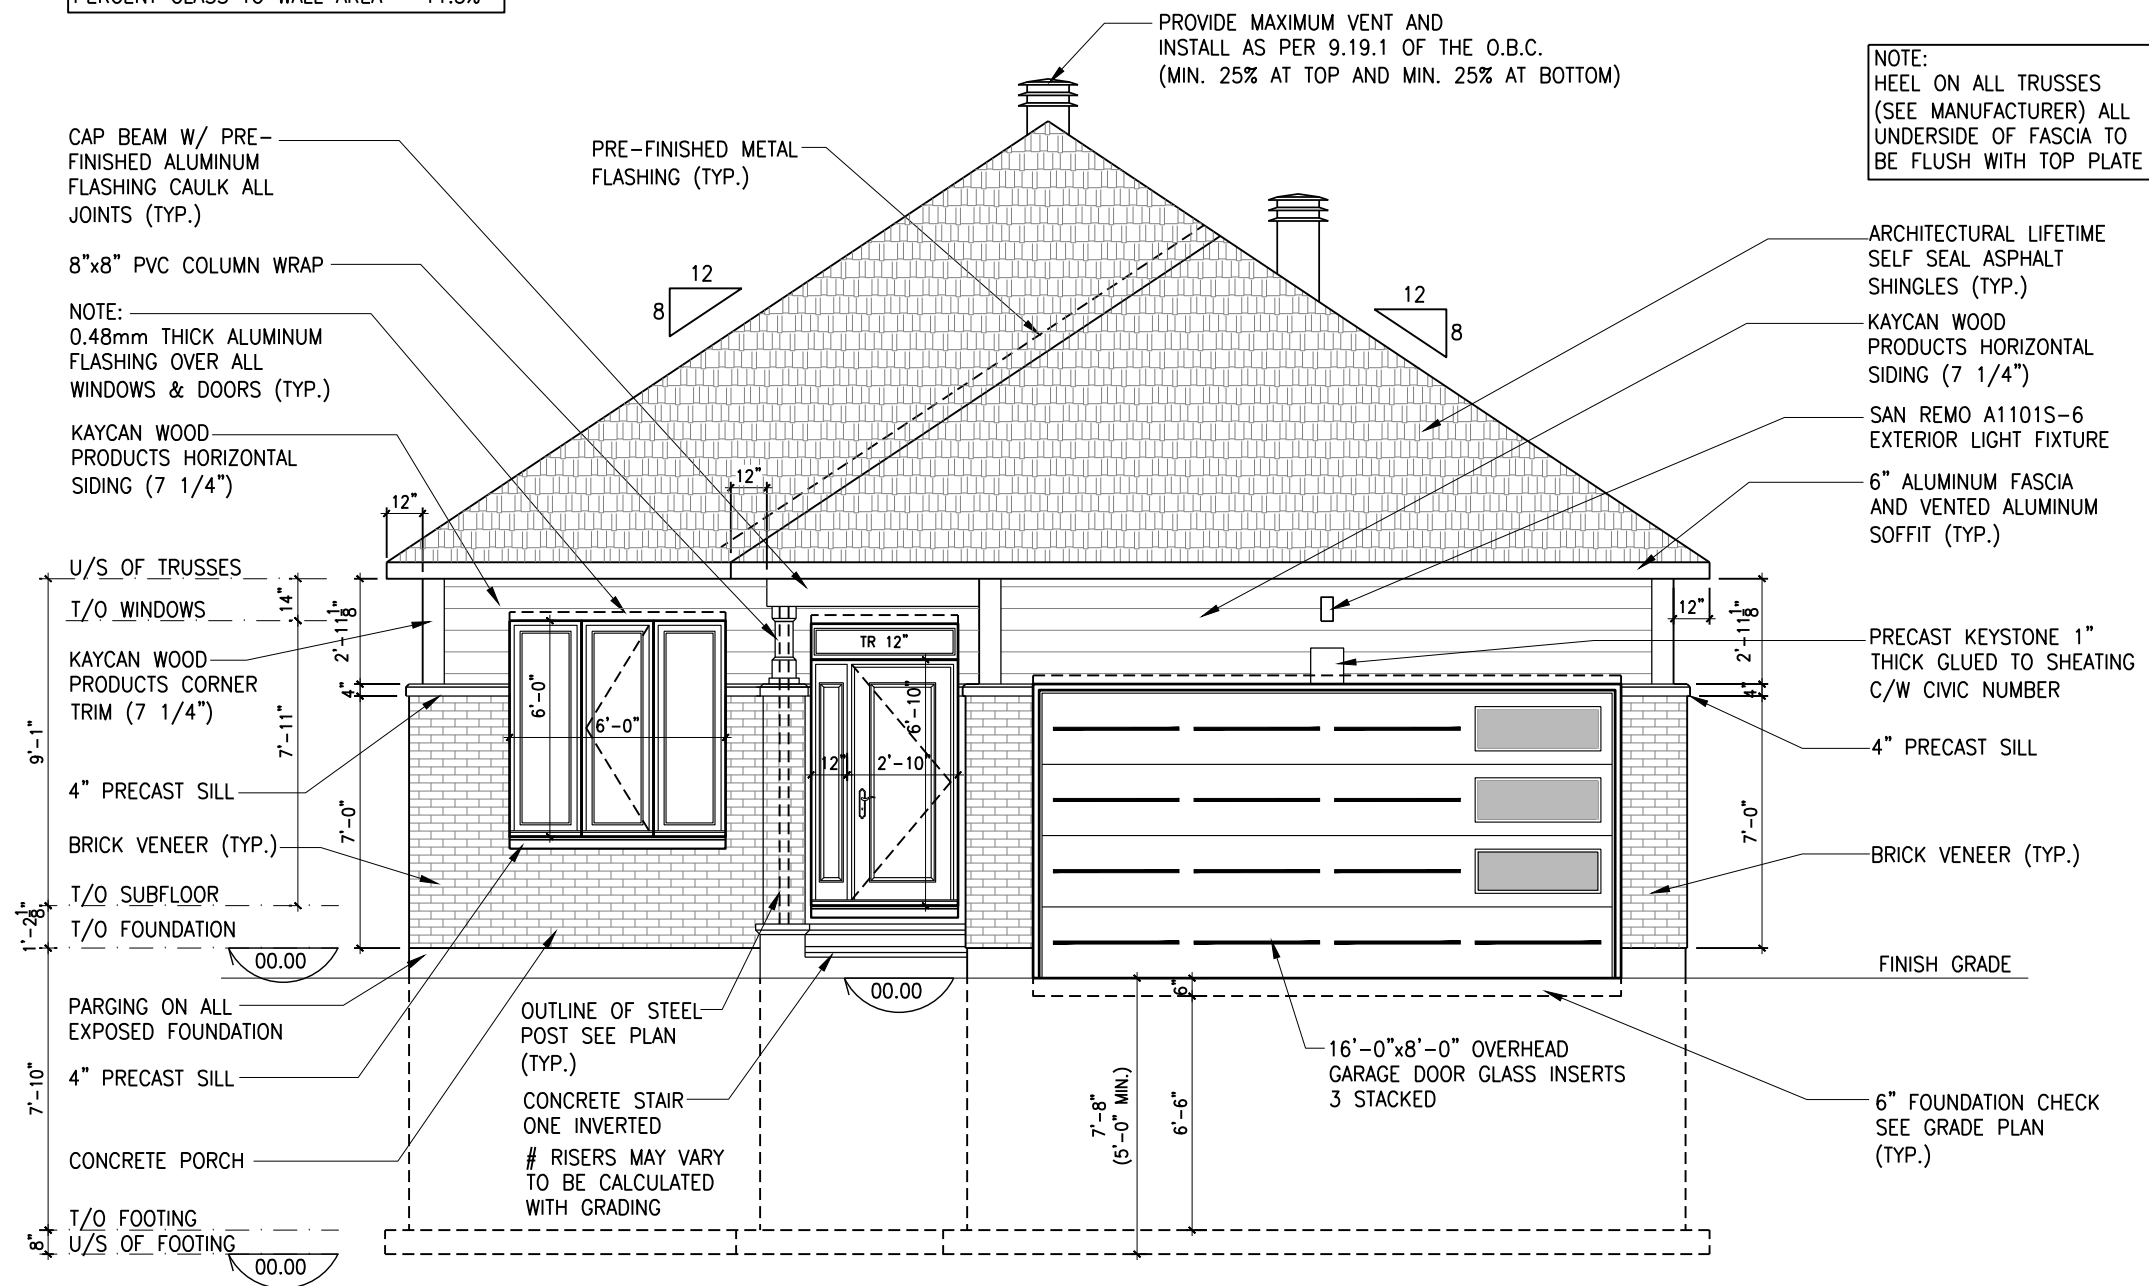 PERCENT GLASS TO WALL AREA
PROVIDE MAXIMUM VENT AND
INSTALL AS PER 9.19.1 OF THE O.B.C.
(MIN. 25% AT TOP AND MIN. 25% AT BOTTOM)
NOTE:
HEEL ON ALL TRUSSES
(SEE MANUFACTURER) ALL
UNDERSIDE OF FASCIA TO
BE FLUSH WITH TOP PLATE
CAP BEAM W/ PRE-
FINISHED ALUMINUM
FLASHING CAULK ALL
JOINTS (TYP.)
PRE-FINISHED METAL
FLASHING (TYP.)
8"x8" PVC COLUMN WRAP
NOTE:
0.48mm THICK ALUMINUM
FLASHING OVER ALL
WINDOWS & DOORS (TYP.)
KAYCAN WOOD
PRODUCTS HORIZONTAL
SIDING (7 1/4")
12
8
12
8
12"
12"
ARCHITECTURAL LIFETIME
SELF SEAL ASPHALT
SHINGLES (TYP.)
KAYCAN WOOD
PRODUCTS HORIZONTAL
SIDING (7 1/4")
SAN REMO A1101S-6
EXTERIOR LIGHT FIXTURE
6" ALUMINUM FASCIA
AND VENTED ALUMINUM
SOFFIT (TYP.)
U/S OF TRUSSES
T/O WINDOWS
KAYCAN WOOD
PRODUCTS CORNER
TRIM (7 1/4")
4" PRECAST SILL
BRICK VENEER (TYP.)
T/O SUBFLOOR
T/O FOUNDATION
00.00
PARGING ON ALL
EXPOSED FOUNDATION
4" PRECAST SILL
CONCRETE PORCH
T/O FOOTING
U/S OF FOOTING
00.00
9'-1"
1'-2 1/8"
7'-10"
8"
14"
7'-11"
2'-11 1/8"
4"
7'-0"
6'-0"
6'-0"
TR 12"
6'-10"
12"
2'-10"
12"
2'-11 1/8"
4"
7'-0"
PRECAST KEYSTONE 1"
THICK GLUED TO SHEATING
C/W CIVIC NUMBER
4" PRECAST SILL
BRICK VENEER (TYP.)
FINISH GRADE
00.00
OUTLINE OF STEEL
POST SEE PLAN
(TYP.)
CONCRETE STAIR
ONE INVERTED
# RISERS MAY VARY
TO BE CALCULATED
WITH GRADING
6"
7'-8"
(5'-0" MIN.)
6'-6"
16'-0"x8'-0" OVERHEAD
GARAGE DOOR GLASS INSERTS
3 STACKED
6" FOUNDATION CHECK
SEE GRADE PLAN
(TYP.)